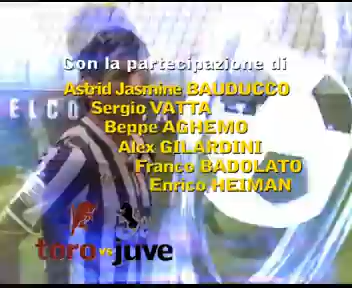 Con la partecipazione di
Astrid Jasmine BAUDUCCO
Sergio VATTA
Beppe AGHEMO
Alex GILARDINI
Franco BADOLATO
Enrico HEIMAN
toro vs juve